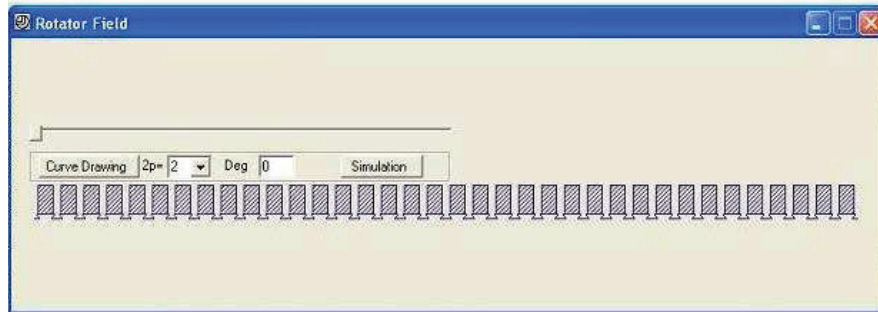 Rotator Field
Curve Drawing 2p= 2 Deg 0 Simulation